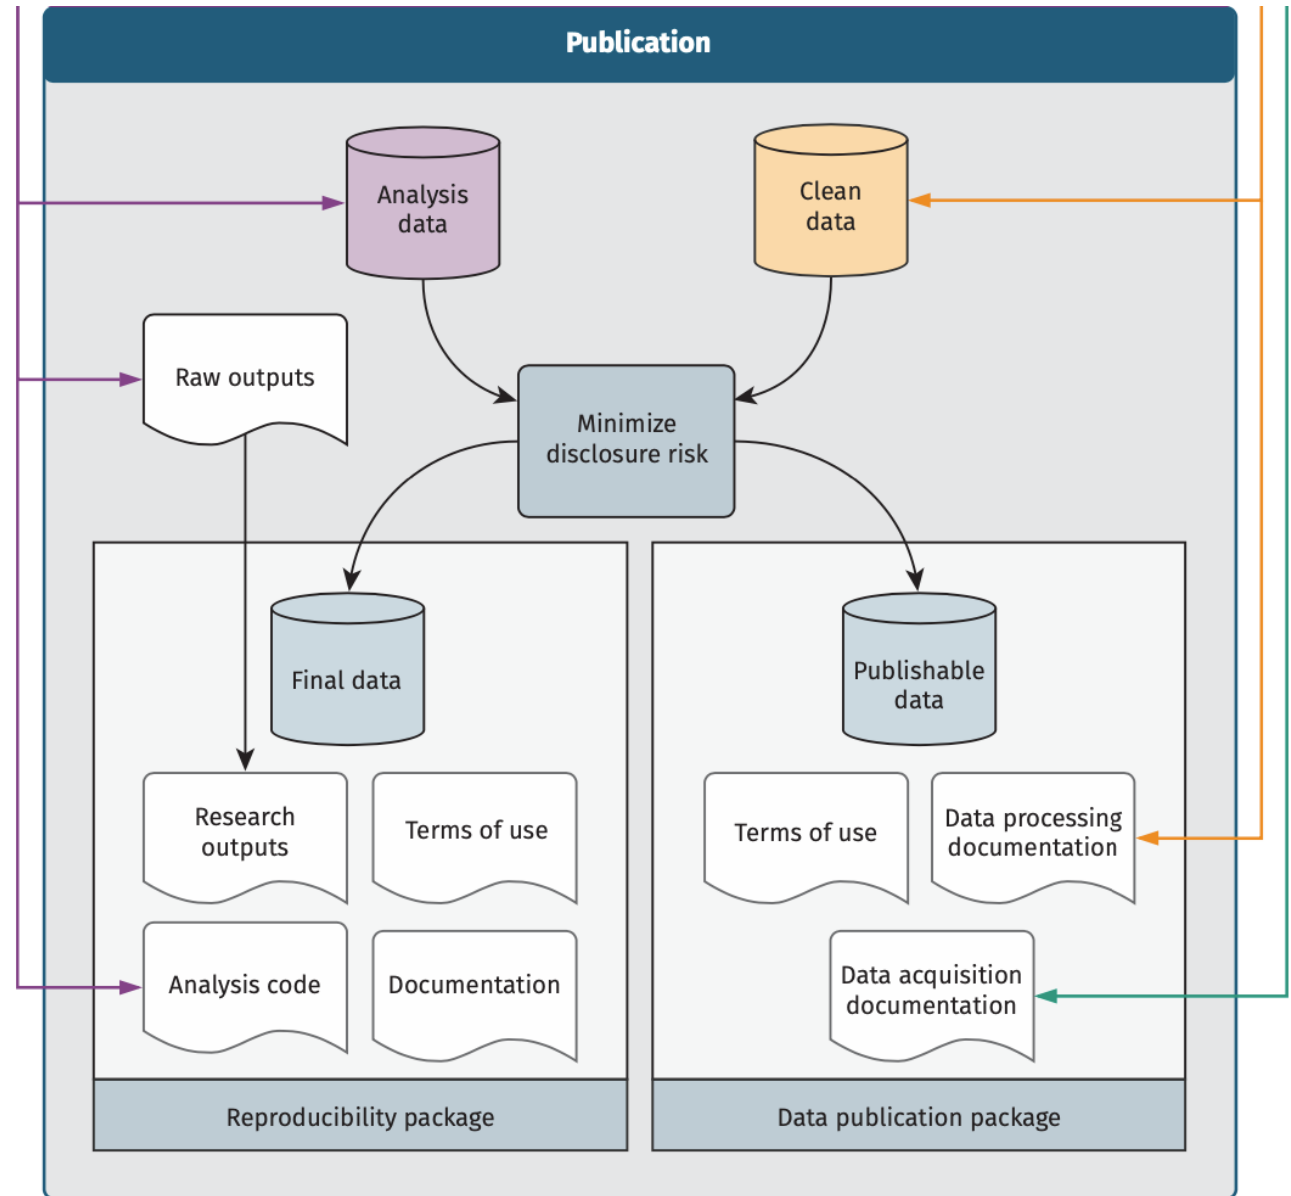 Publication
Analysis
data
Clean
data
Raw outputs
Minimize
disclosure risk
Final data
Publishable
data
Research
outputs
Terms of use
Terms of use
Data processing
documentation
Analysis code
Documentation
Data acquisition
documentation
Reproducibility package
Data publication package